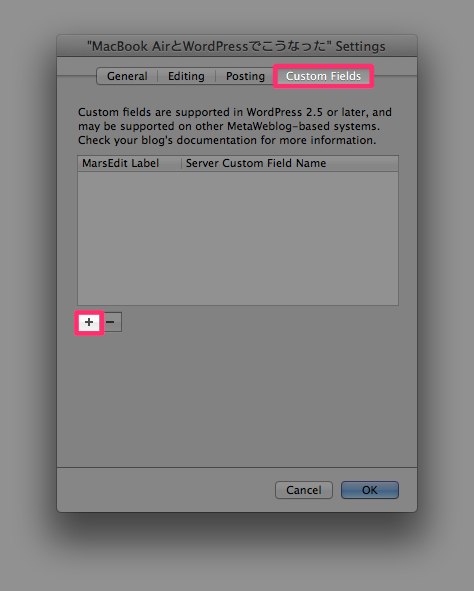 "MacBook AirとWordPressでこうなった" Settings
General Editing Posting Custom Fields
Custom fields are supported in WordPress 2.5 or later, and
may be supported on other MetaWeblog-based systems.
Check your blog's documentation for more information.
MarsEdit Label Server Custom Field Name
+ −
Cancel OK